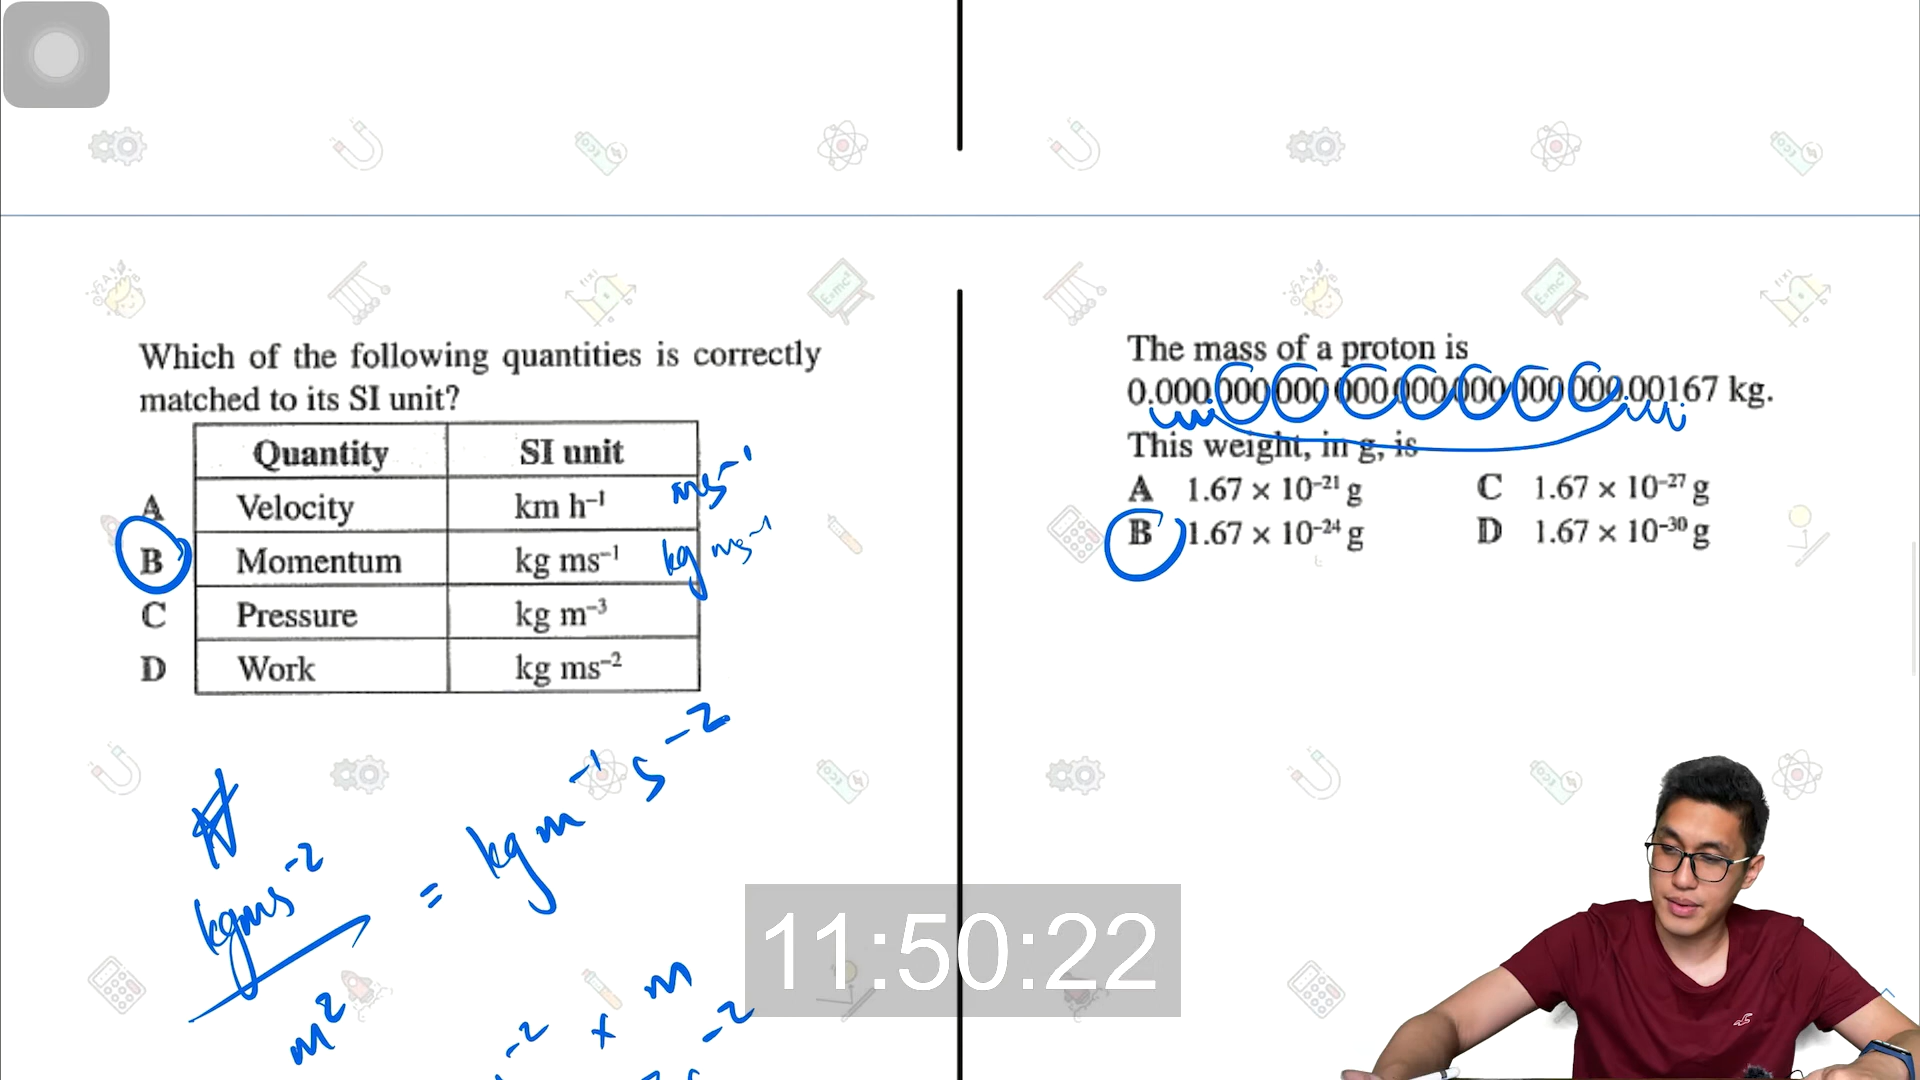 Which of the following quantities is correctly
matched to its SI unit?
Quantity SI unit
A Velocity km h⁻¹ ms⁻¹
B Momentum kg ms⁻¹ kg ms⁻¹
C Pressure kg m⁻³
D Work kg ms⁻²
N
kgms⁻²
m²
= kg m⁻¹ s⁻²
⁻² × m
⁻²
The mass of a proton is
0.000 000 000 000 000 000 000 000 00167 kg.
This weight, in g, is
A 1.67 × 10⁻²¹ g C 1.67 × 10⁻²⁷ g
B 1.67 × 10⁻²⁴ g D 1.67 × 10⁻³⁰ g
11:50:22